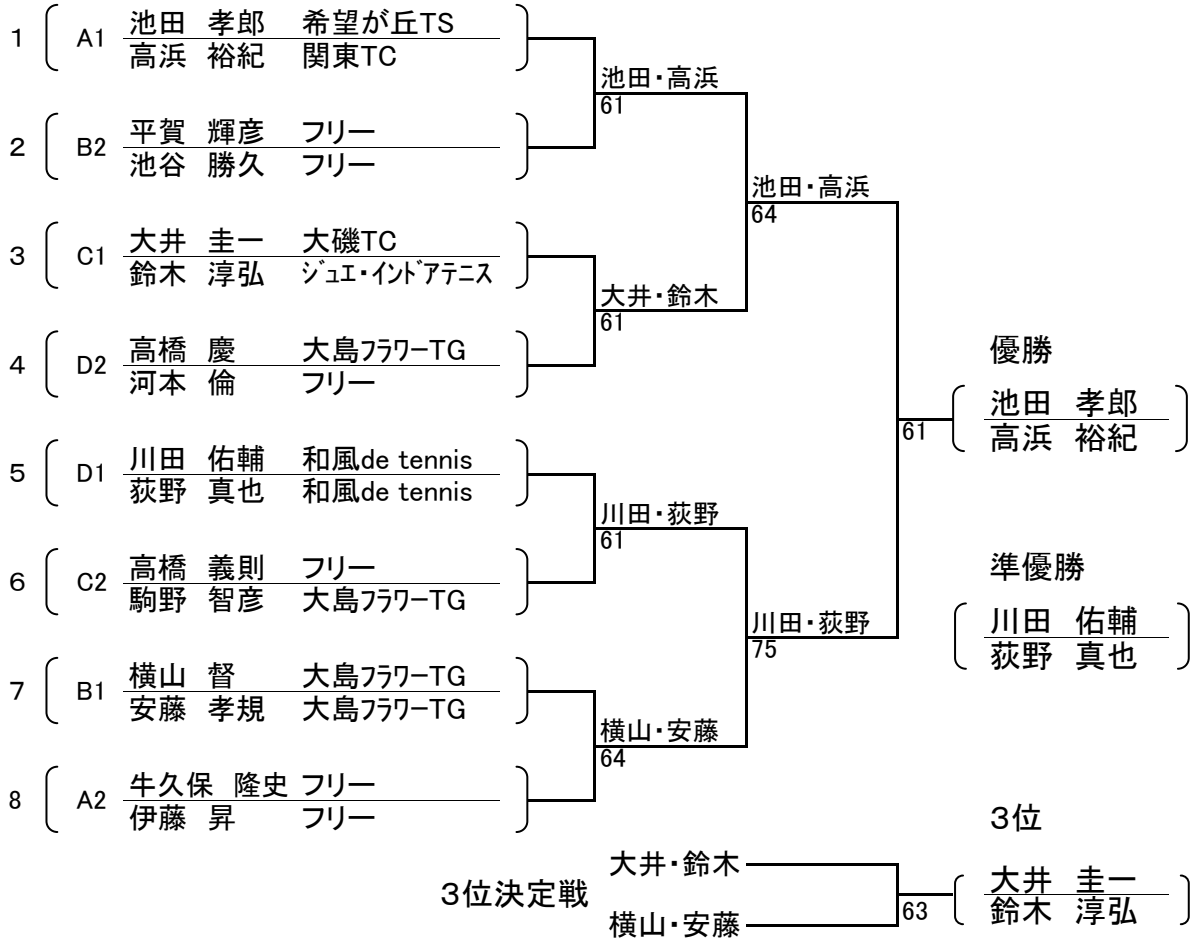 1 A1 池田 孝郎 希望が丘TS
高浜 裕紀 関東TC
池田・高浜
61
2 B2 平賀 輝彦 フリー
池谷 勝久 フリー
池田・高浜
64
3 C1 大井 圭一 大磯TC
鈴木 淳弘 ジュエ・インドアテニス
大井・鈴木
61
4 D2 高橋 慶 大島フラワーTG
河本 倫 フリー
優勝
池田 孝郎
高浜 裕紀
61
5 D1 川田 佑輔 和風de tennis
荻野 真也 和風de tennis
川田・荻野
61
6 C2 高橋 義則 フリー
駒野 智彦 大島フラワーTG
準優勝
川田 佑輔
荻野 真也
川田・荻野
75
7 B1 横山 督 大島フラワーTG
安藤 孝規 大島フラワーTG
横山・安藤
64
8 A2 牛久保 隆史 フリー
伊藤 昇 フリー
3位
3位決定戦
大井・鈴木
横山・安藤
63
大井 圭一
鈴木 淳弘